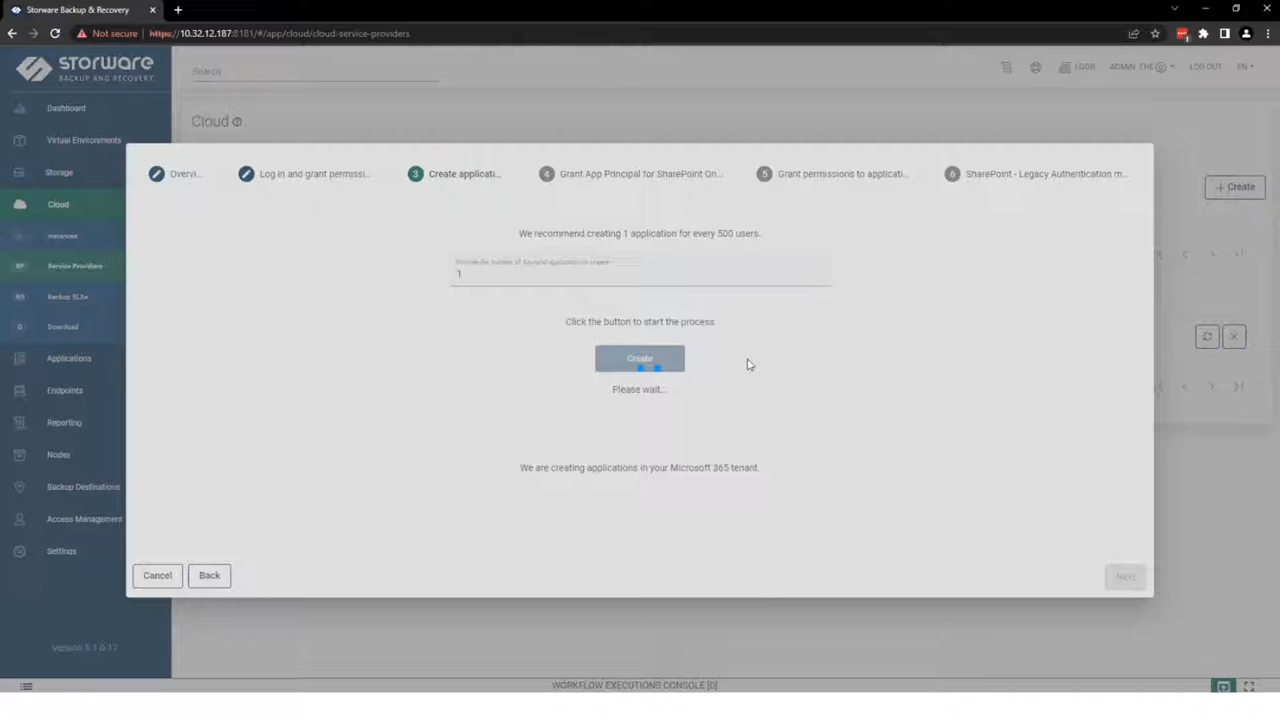 Storware Backup & Recovery
Not secure
https://10.32.12.187:8181/#/app/cloud/cloud-service-providers
STORWARE
BACKUP AND RECOVERY
Search
LOGS
ADMIN THE
LOG OUT
EN
Dashboard
Virtual Environments
Storage
Cloud
Instances
SP Service Providers
RS Backup SLAs
D Download
Applications
Endpoints
Reporting
Nodes
Backup Destinations
Access Management
Settings
Version 5.1.0-17
Cloud
+ Create
Overvi...
Log in and grant permissi...
3 Create applicati...
4 Grant App Principal for SharePoint On...
5 Grant permissions to applicati...
6 SharePoint - Legacy Authentication m...
We recommend creating 1 application for every 500 users.
1
Click the button to start the process
Create
Please wait...
We are creating applications in your Microsoft 365 tenant.
Cancel
Back
Next
WORKFLOW EXECUTIONS CONSOLE [0]